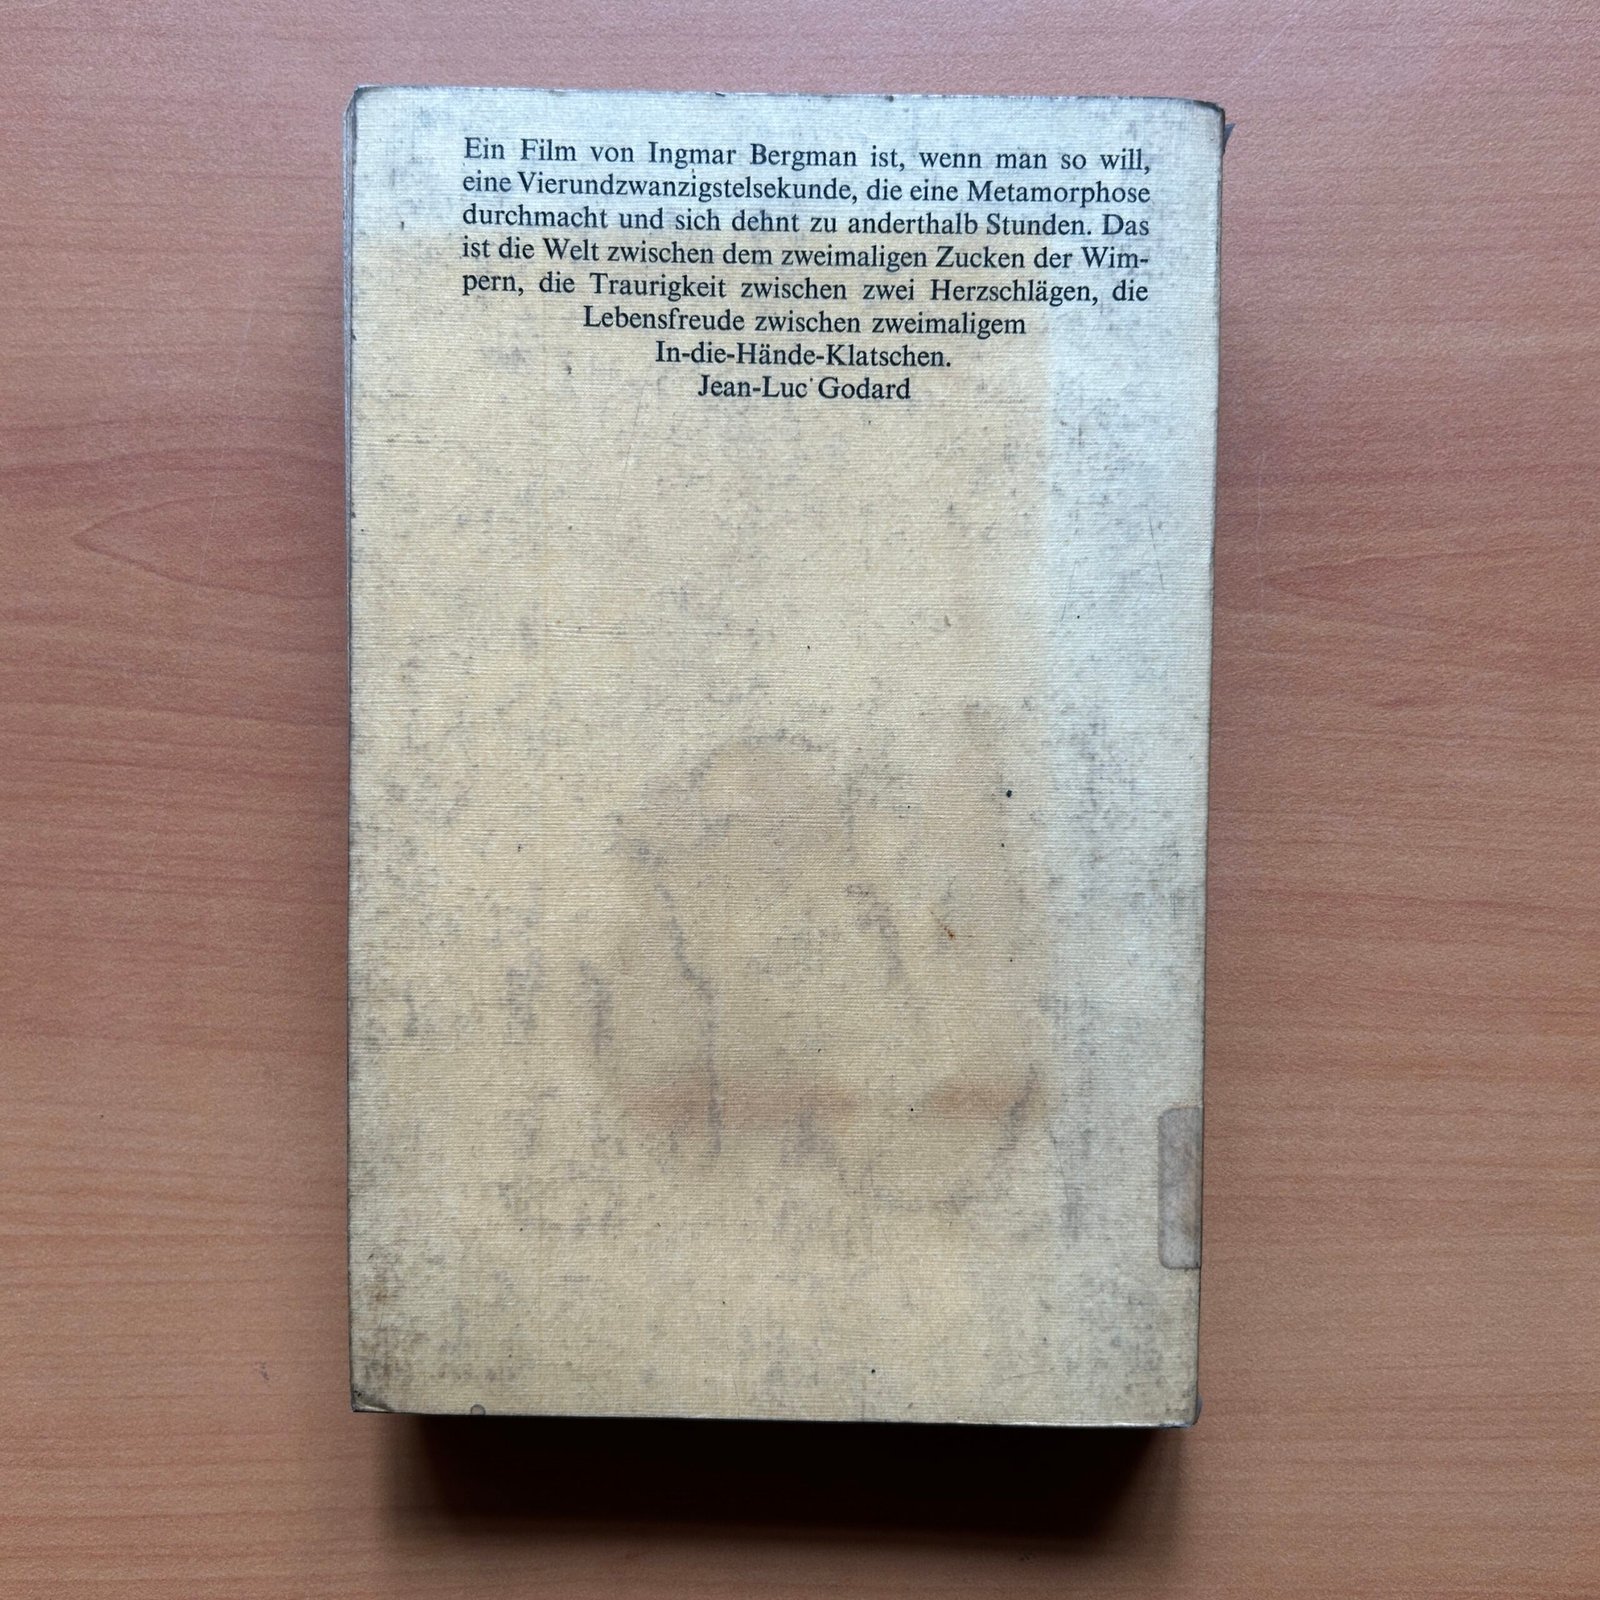 Ein Film von Ingmar Bergman ist, wenn man so will,
eine Vierundzwanzigstelsekunde, die eine Metamorphose
durchmacht und sich dehnt zu anderthalb Stunden. Das
ist die Welt zwischen dem zweimaligen Zucken der Wim-
pern, die Traurigkeit zwischen zwei Herzschlägen, die
Lebensfreude zwischen zweimaligem
In-die-Hände-Klatschen.
Jean-Luc Godard